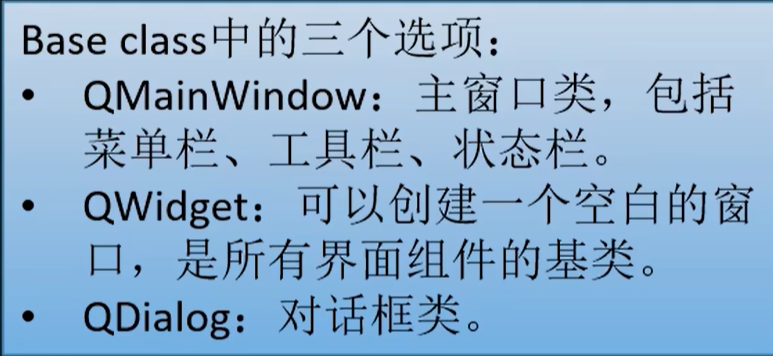 Base class中的三个选项：
• QMainWindow：主窗口类，包括
菜单栏、工具栏、状态栏。
• QWidget：可以创建一个空白的窗
口，是所有界面组件的基类。
• QDialog：对话框类。